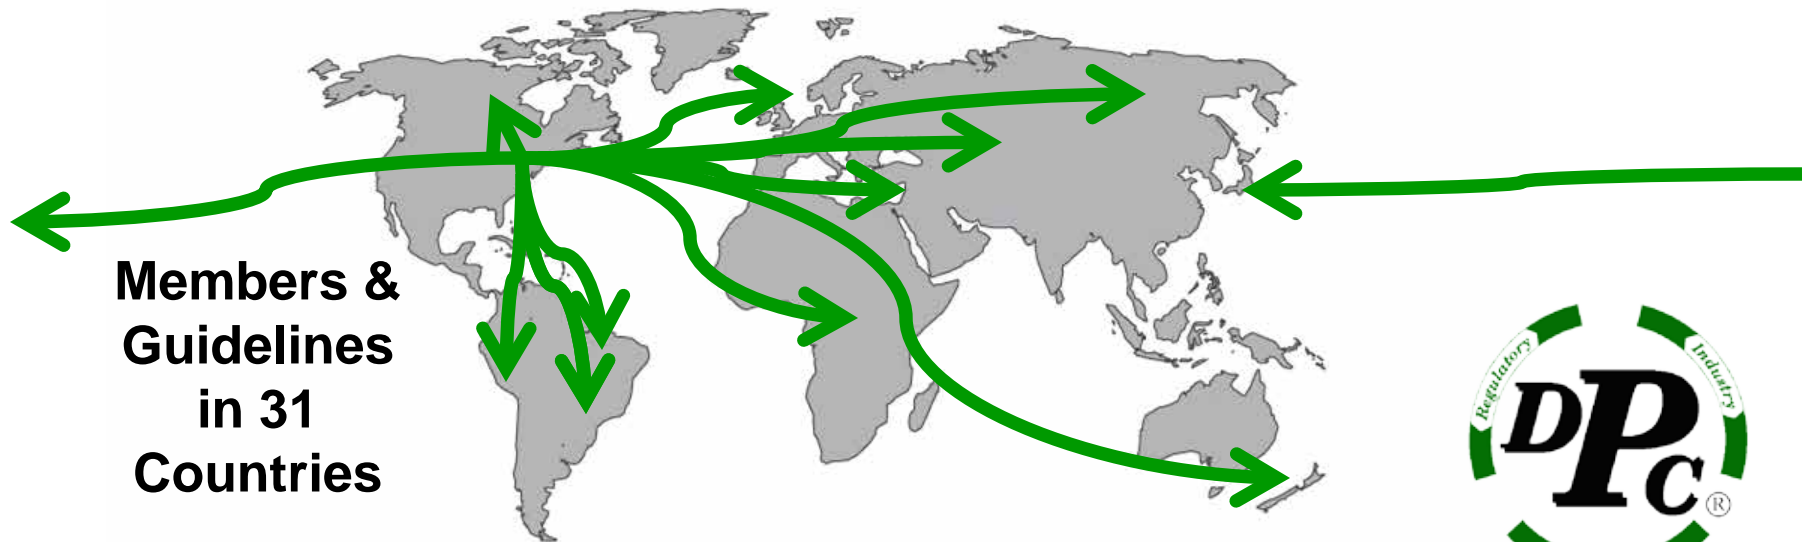 Members &
Guidelines
in 31
Countries
Regulatory
Industry
DPC®